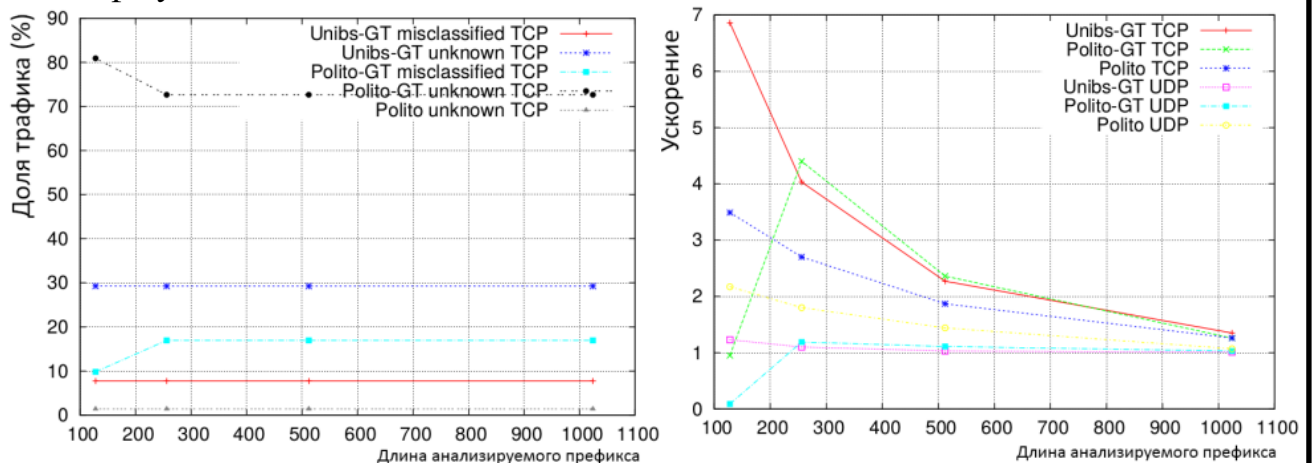 Доля трафика (%)
90
80
70
60
50
40
30
20
10
0
Unibs-GT misclassified TCP
Unibs-GT unknown TCP
Polito-GT misclassified TCP
Polito-GT unknown TCP
Polito unknown TCP
100 200 300 400 500 600 700 800 900 1000 1100
Длина анализируемого префикса
Ускорение
7
6
5
4
3
2
1
0
Unibs-GT TCP
Polito-GT TCP
Polito TCP
Unibs-GT UDP
Polito-GT UDP
Polito UDP
100 200 300 400 500 600 700 800 900 1000 1100
Длина анализируемого префикса